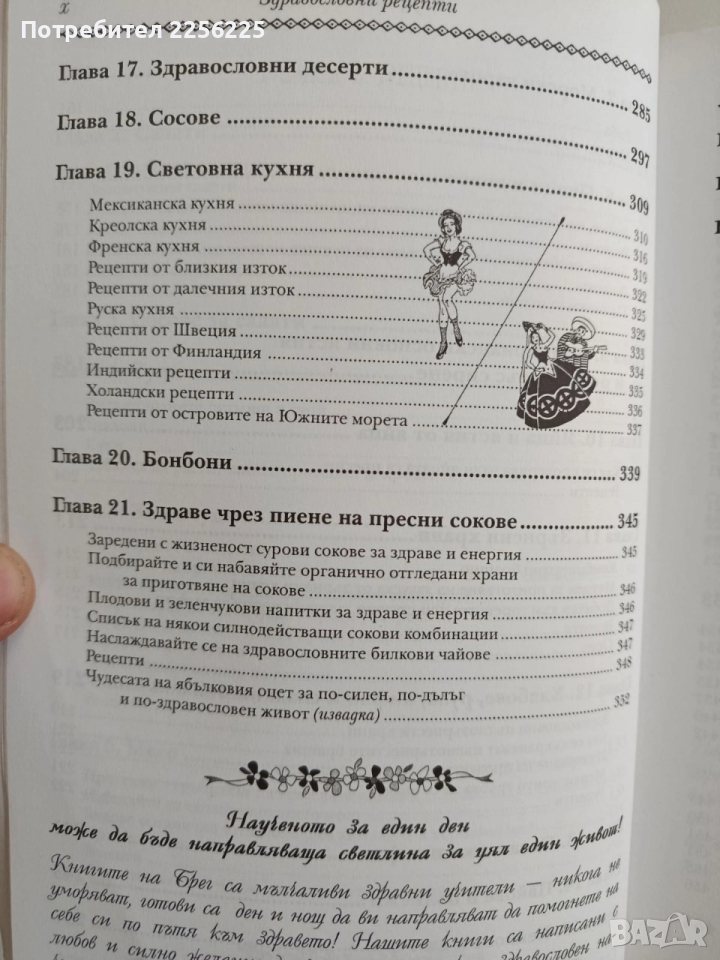 Потребител 2256225
x
Здравословни рецепти
Глава 17. Здравословни десерти 285
Глава 18. Сосове 297
Глава 19. Световна кухня 309
Мексиканска кухня 310
Креолска кухня 316
Френска кухня 319
Рецепти от близкия изток 322
Рецепти от далечния изток 325
Руска кухня 329
Рецепти от Швеция 333
Рецепти от Финландия 334
Индийски рецепти 335
Холандски рецепти 336
Рецепти от островите на Южните морета 337
Глава 20. Бонбони 339
Глава 21. Здраве чрез пиене на пресни сокове 345
Заредени с жизненост сурови сокове за здраве и енергия 345
Подбирайте и си набавяйте органично отгледани храни
за приготвяне на сокове 346
Плодови и зеленчукови напитки за здраве и енергия 346
Списък на някои силнодействащи сокови комбинации 347
Наслаждавайте се на здравословните билкови чайове 347
Рецепти 348
Чудесата на ябълковия оцет за по-силен, по-дълъг
и по-здравословен живот (извадка) 352
Наученото за един ден
може да бъде направляваща светлина за цял един живот!
Книгите на Брег са мълчаливи здравни учители — никога не
уморяват, готови са ден и нощ да ви направляват да помогнете на
себе си по пътя към здравето! Нашите книги са написани с
любов и силно
BAZAR